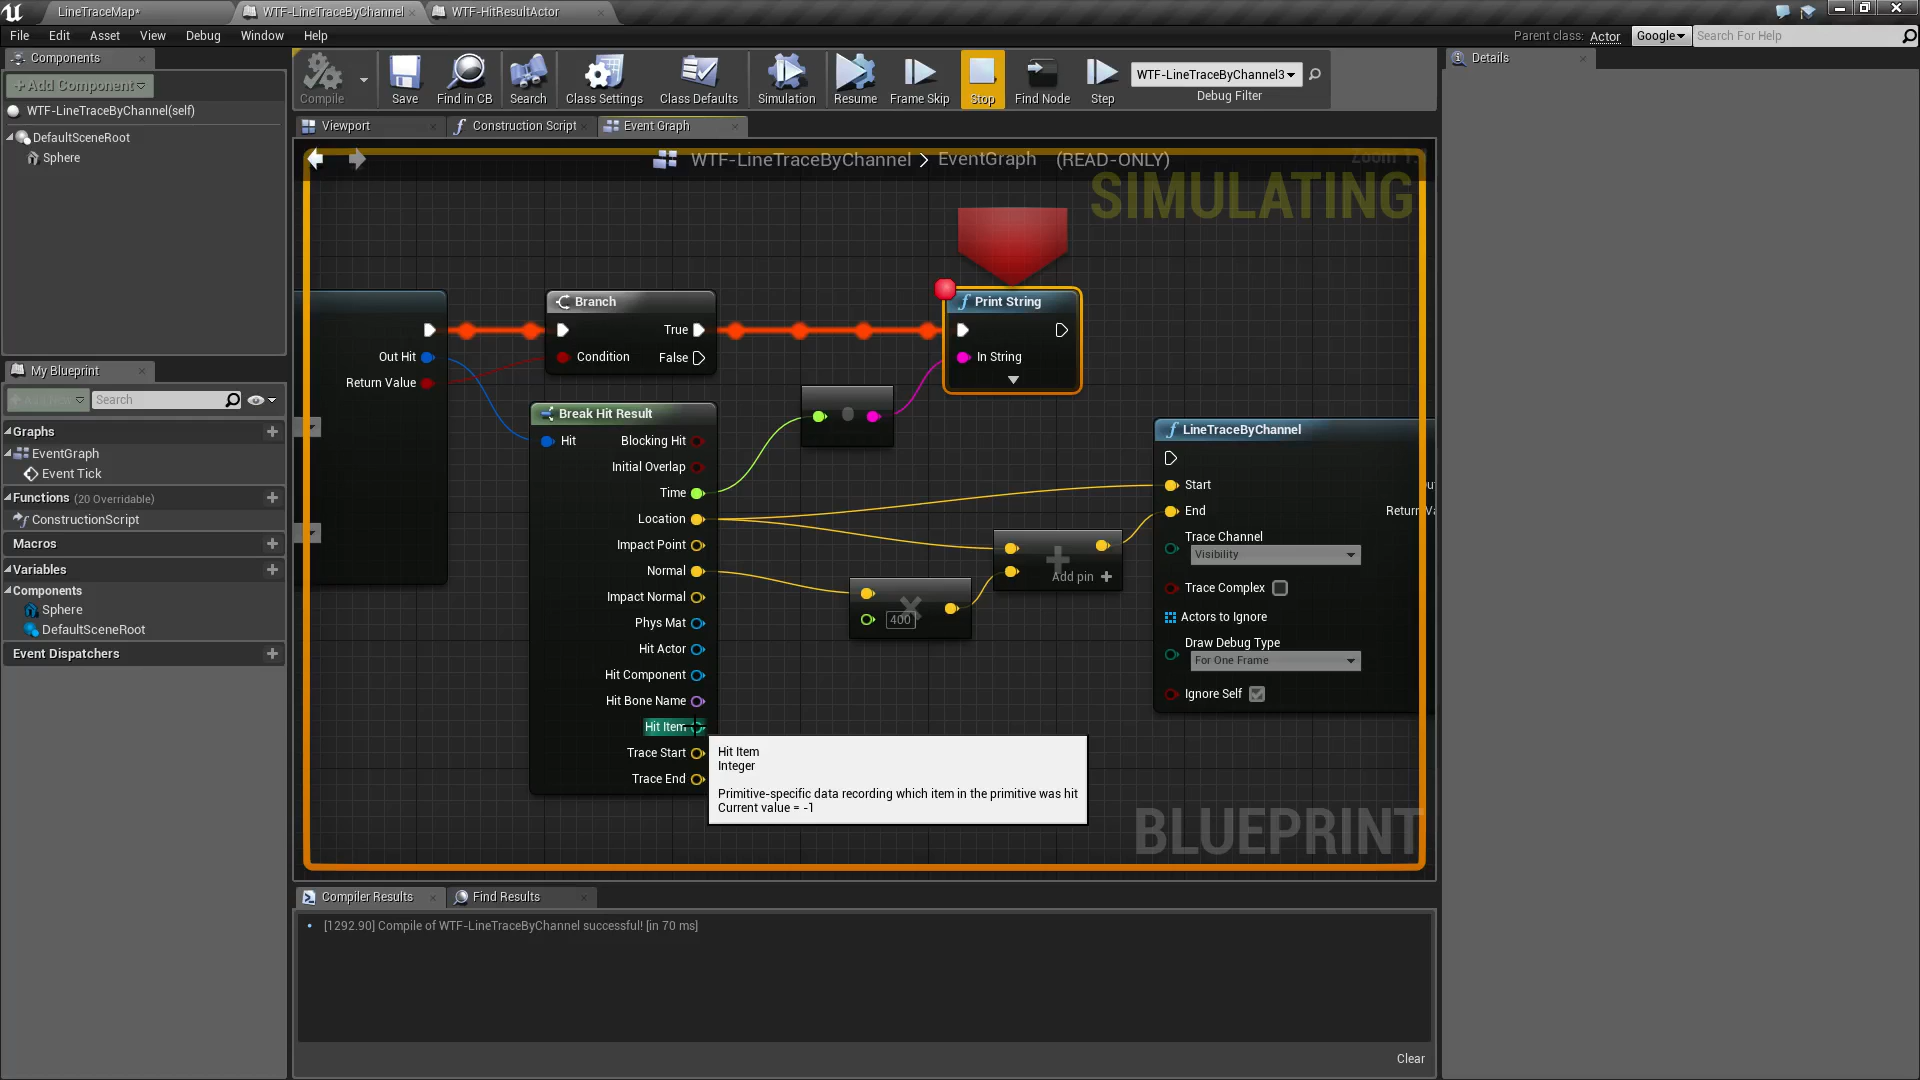 LineTraceMap*
WTF-LineTraceByChannel
WTF-HitResultActor
File
Edit
Asset
View
Debug
Window
Help
Parent class:
Actor
Google
Search For Help
Components
+Add Component
WTF-LineTraceByChannel(self)
DefaultSceneRoot
Sphere
Compile
Save
Find in CB
Search
Class Settings
Class Defaults
Simulation
Resume
Frame Skip
Stop
Find Node
Step
WTF-LineTraceByChannel3
Debug Filter
Details
Viewport
Construction Script
Event Graph
WTF-LineTraceByChannel > EventGraph (READ-ONLY)
SIMULATING
My Blueprint
Search
Graphs
EventGraph
Event Tick
Functions (20 Overridable)
ConstructionScript
Macros
Variables
Components
Sphere
DefaultSceneRoot
Event Dispatchers
Out Hit
Return Value
Branch
True
Condition
False
Print String
In String
Break Hit Result
Hit
Blocking Hit
Initial Overlap
Time
Location
Impact Point
Normal
Impact Normal
Phys Mat
Hit Actor
Hit Component
Hit Bone Name
Hit Item
Trace Start
Trace End
400
Add pin +
LineTraceByChannel
Start
End
Trace Channel
Visibility
Trace Complex
Actors to Ignore
Draw Debug Type
For One Frame
Ignore Self
Hit Item
Integer
Primitive-specific data recording which item in the primitive was hit
Current value = -1
BLUEPRINT
Compiler Results
Find Results
[1292.90] Compile of WTF-LineTraceByChannel successful! [in 70 ms]
Clear